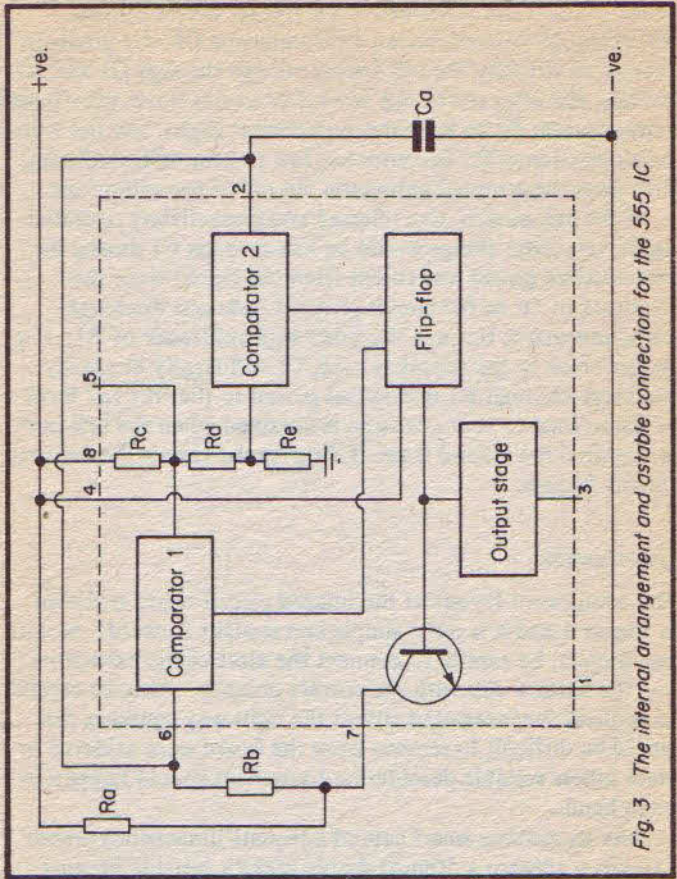 +ve.
Ra
8
4
5
Rc
Rd
Re
6
Comparator 1
Comparator 2
2
Rb
7
Flip-flop
Output stage
Ca
1
3
-ve.
Fig. 3 The internal arrangement and astable connection for the 555 IC